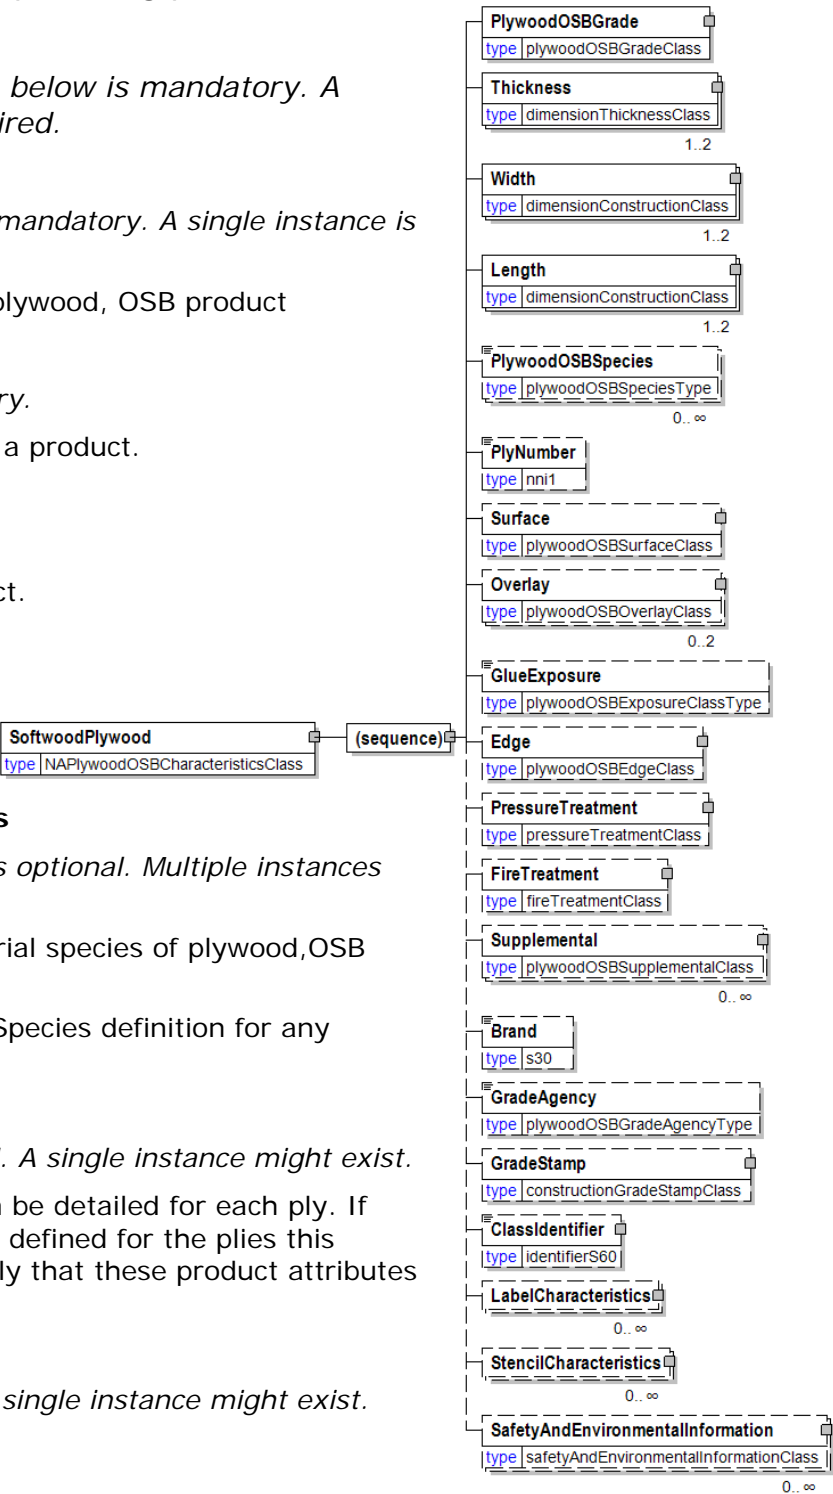 below is mandatory. A
ired.
mandatory. A single instance is
plywood, OSB product
ry.
a product.
ct.
s
s optional. Multiple instances
rial species of plywood,OSB
Species definition for any
. A single instance might exist.
n be detailed for each ply. If
defined for the plies this
ly that these product attributes
single instance might exist.
SoftwoodPlywood
type NAPlywoodOSBCharacteristicsClass
(sequence)
PlywoodOSBGrade
type plywoodOSBGradeClass
Thickness
type dimensionThicknessClass
1..2
Width
type dimensionConstructionClass
1..2
Length
type dimensionConstructionClass
1..2
PlywoodOSBSpecies
type plywoodOSBSpeciesType
0..∞
PlyNumber
type nni1
Surface
type plywoodOSBSurfaceClass
Overlay
type plywoodOSBOverlayClass
0..2
GlueExposure
type plywoodOSBExposureClassType
Edge
type plywoodOSBEdgeClass
PressureTreatment
type pressureTreatmentClass
FireTreatment
type fireTreatmentClass
Supplemental
type plywoodOSBSupplementalClass
0..∞
Brand
type s30
GradeAgency
type plywoodOSBGradeAgencyType
GradeStamp
type constructionGradeStampClass
ClassIdentifier
type identifierS60
LabelCharacteristics
0..∞
StencilCharacteristics
0..∞
SafetyAndEnvironmentalInformation
type safetyAndEnvironmentalInformationClass
0..∞